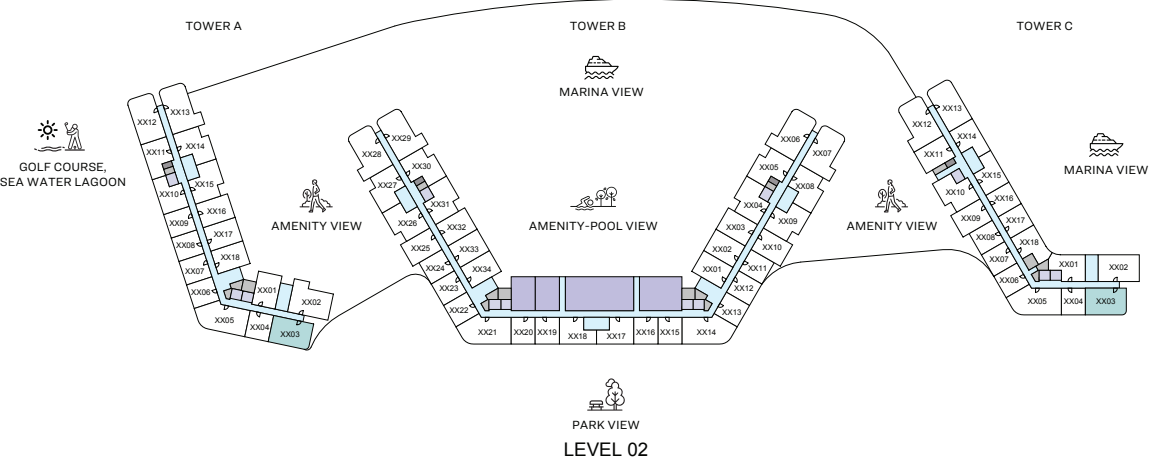 TOWER A
TOWER B
TOWER C
MARINA VIEW
GOLF COURSE,
SEA WATER LAGOON
AMENITY VIEW
AMENITY-POOL VIEW
AMENITY VIEW
MARINA VIEW
XX13
XX12
XX14
XX11
XX15
XX10
XX16
XX09
XX17
XX08
XX18
XX07
XX06
XX01
XX02
XX05
XX04
XX03
XX29
XX28
XX30
XX27
XX31
XX26
XX32
XX25
XX33
XX24
XX34
XX23
XX22
XX21
XX20
XX19
XX18
XX17
XX16
XX15
XX14
XX06
XX07
XX05
XX08
XX04
XX09
XX03
XX10
XX02
XX11
XX01
XX12
XX13
XX13
XX12
XX14
XX11
XX15
XX10
XX16
XX09
XX17
XX08
XX18
XX07
XX01
XX02
XX06
XX05
XX04
XX03
PARK VIEW
LEVEL 02